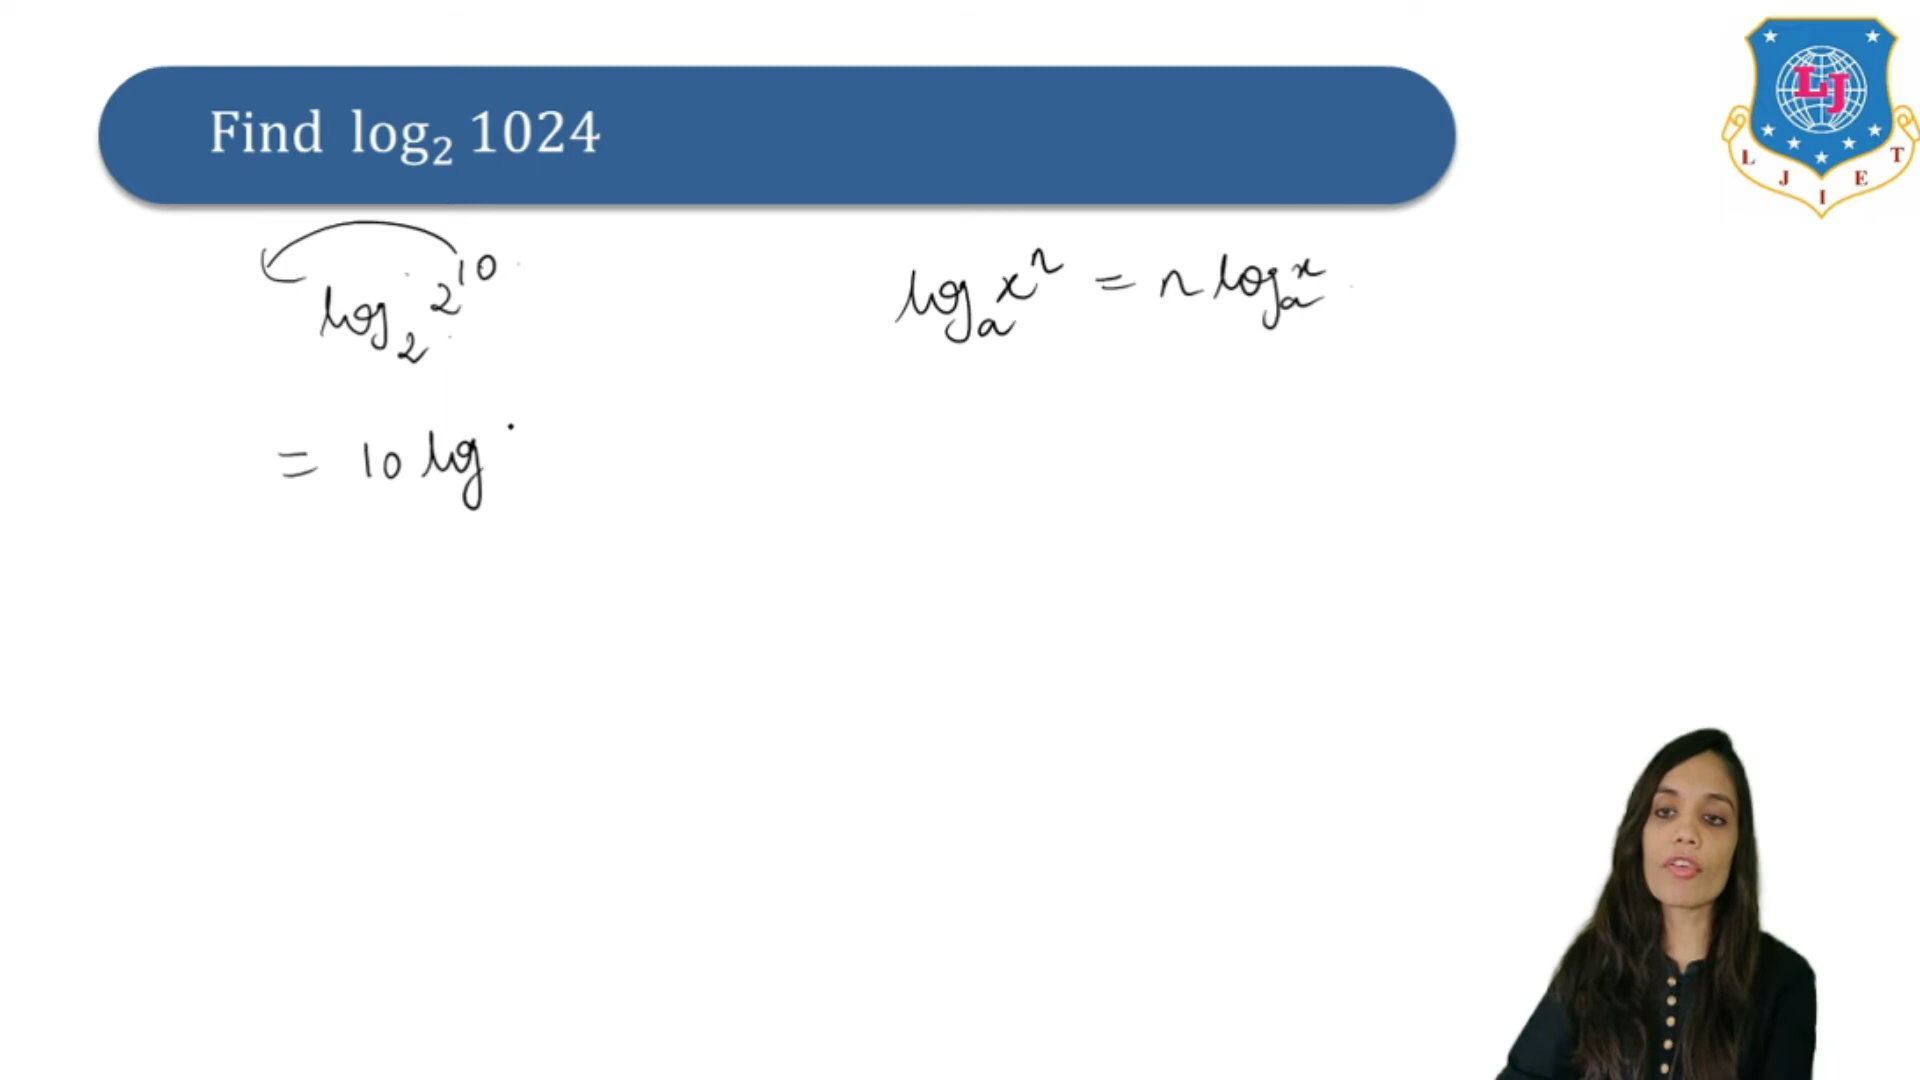 Find log₂ 1024
LJ
L J I E T
log₂ 2¹⁰
logₐ xⁿ = n logₐ x
= 10 log